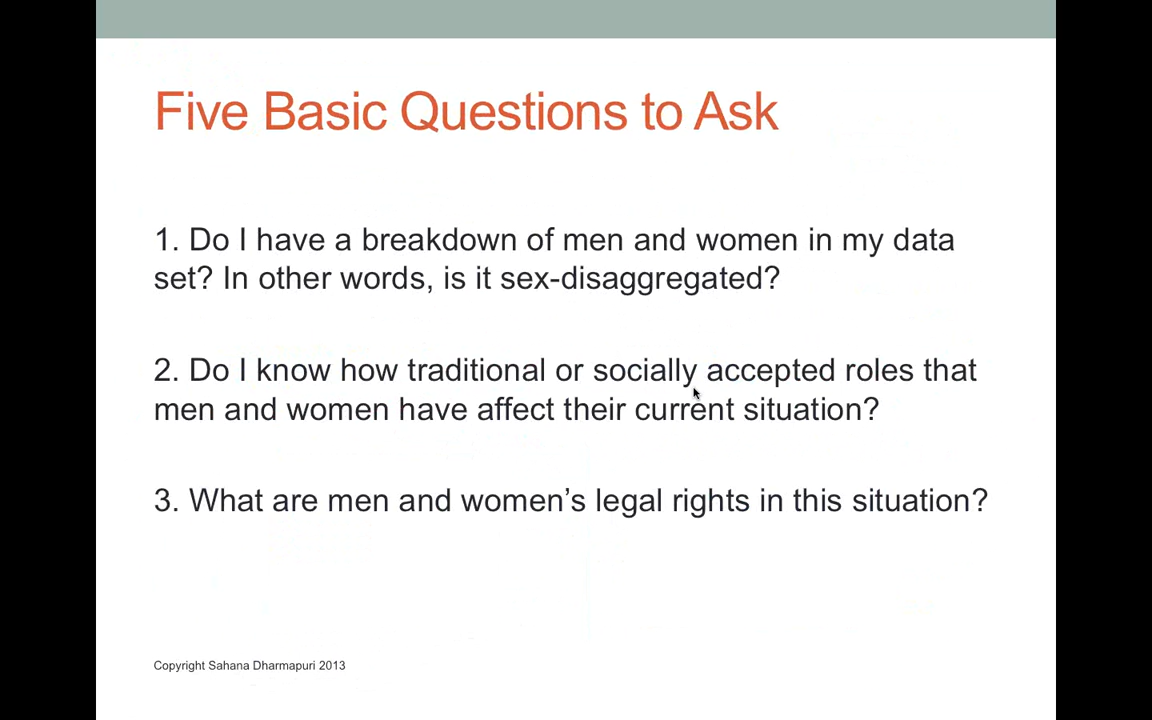 Five Basic Questions to Ask
1. Do I have a breakdown of men and women in my data
set? In other words, is it sex-disaggregated?
2. Do I know how traditional or socially accepted roles that
men and women have affect their current situation?
3. What are men and women’s legal rights in this situation?
Copyright Sahana Dharmapuri 2013